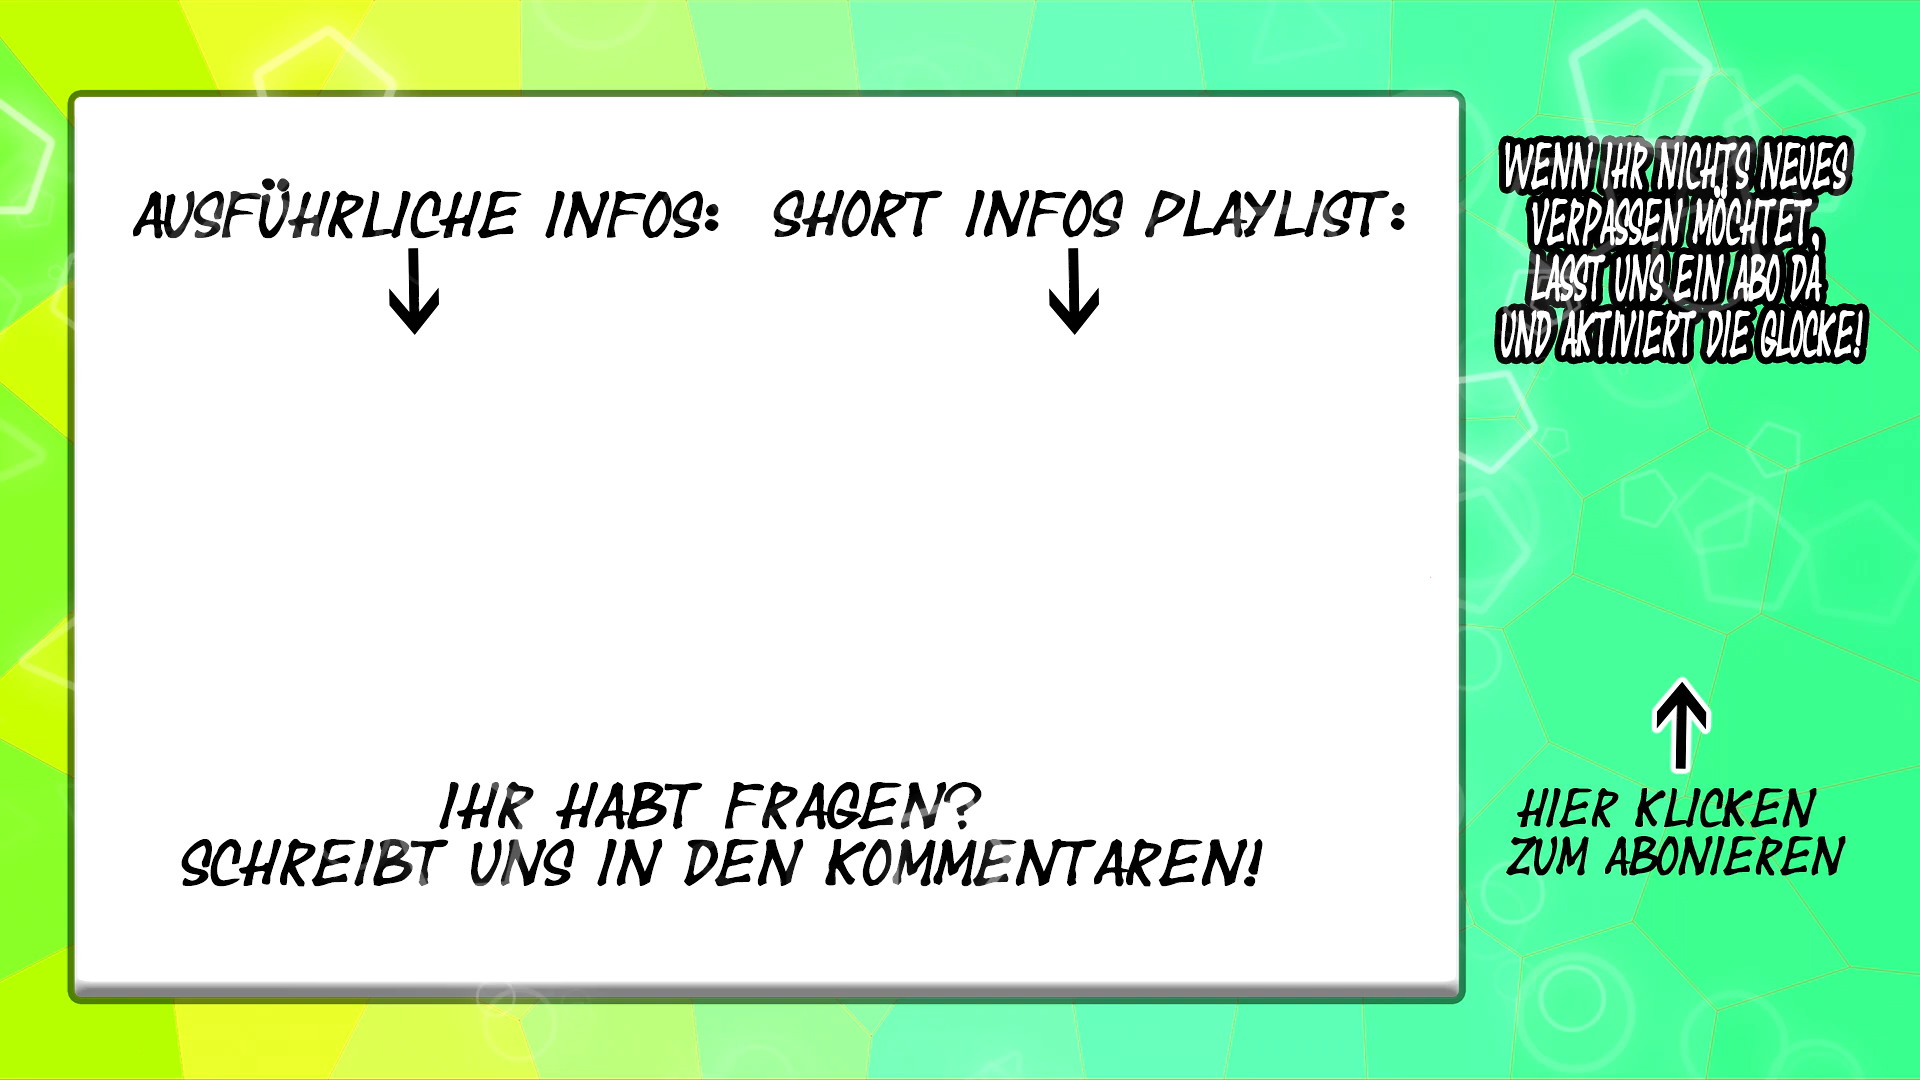 AUSFÜHRLICHE INFOS:
SHORT INFOS PLAYLIST:
IHR HABT FRAGEN?
SCHREIBT UNS IN DEN KOMMENTAREN!
WENN IHR NICHTS NEUES
VERPASSEN MÖCHTET,
LASST UNS EIN ABO DA
UND AKTIVIERT DIE GLOCKE!
HIER KLICKEN
ZUM ABONIEREN